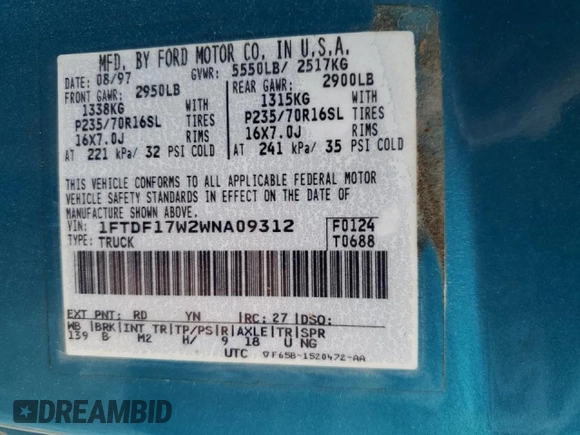 MFD. BY FORD MOTOR CO. IN U.S.A.
DATE: 08/97 GVWR: 5550LB/ 2517KG
FRONT GAWR: 2950LB REAR GAWR: 2900LB
1338KG WITH 1315KG WITH
P235/70R16SL TIRES P235/70R16SL TIRES
16X7.0J RIMS 16X7.0J RIMS
AT 221 kPa/ 32 PSI COLD AT 241 kPa/ 35 PSI COLD
THIS VEHICLE CONFORMS TO ALL APPLICABLE FEDERAL MOTOR
VEHICLE SAFETY STANDARDS IN EFFECT ON THE DATE OF
MANUFACTURE SHOWN ABOVE.
VIN: 1FTDF17W2WNA09312 F0124
TYPE: TRUCK T0688
EXT PNT: RD YN RC: 27 DSO:
WB BRK INT TR TP/PS R AXLE TR SPR
139 B M2 H/ 9 18 U NG
UTC ▽F65B-1520472-AA
DREAMBID